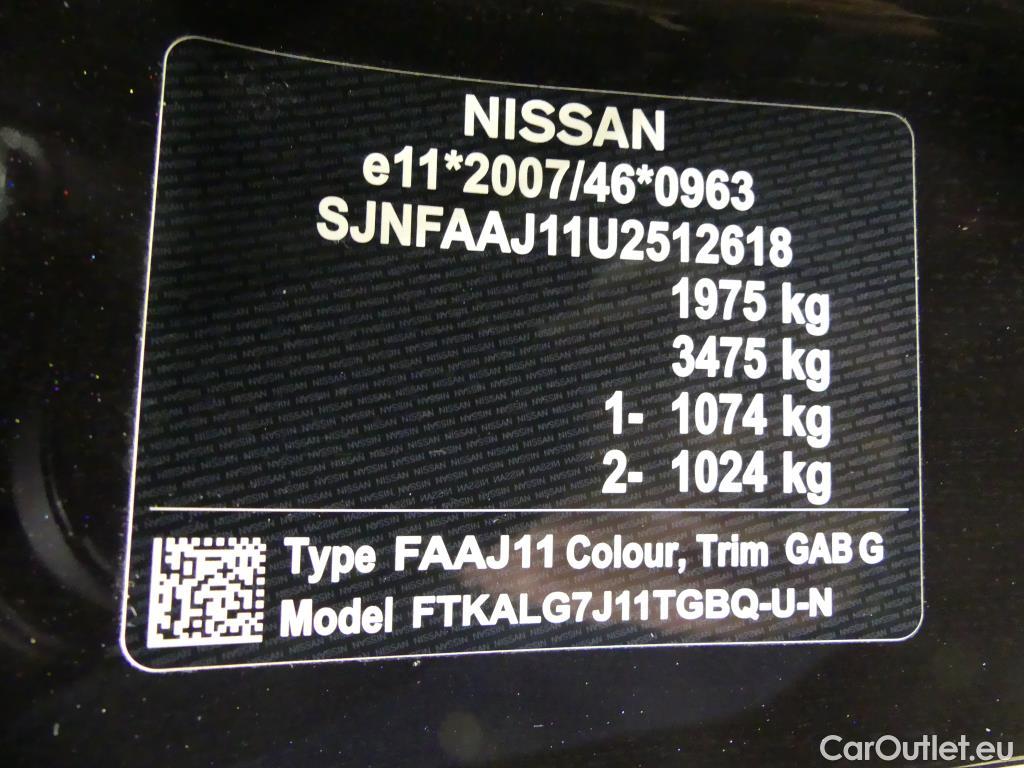 NISSAN
e11*2007/46*0963
SJNFAAJ11U2512618
1975 kg
3475 kg
1- 1074 kg
2- 1024 kg
Type FAAJ11 Colour, Trim GAB G
Model FTKALG7J11TGBQ-U-N
CarOutlet.eu